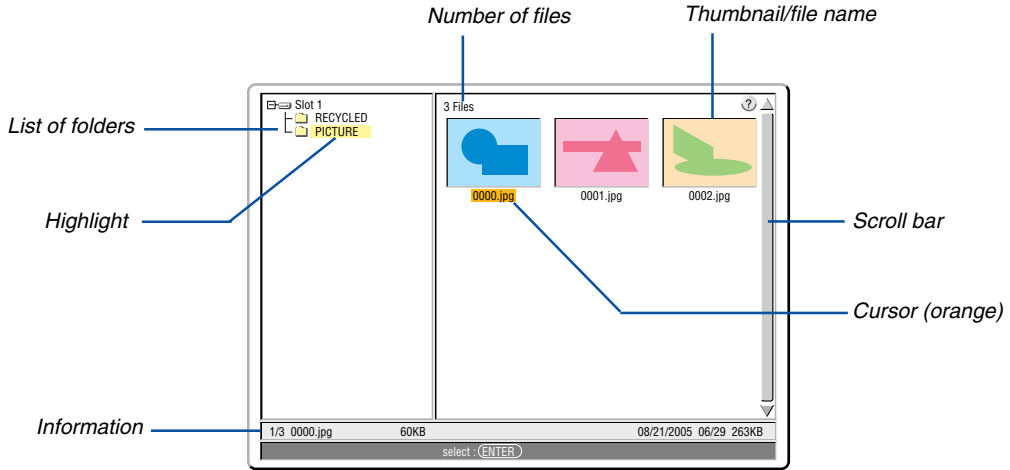 Number of files
Thumbnail/file name
Slot 1
RECYCLED
PICTURE
3 Files
?
List of folders
0000.jpg
0001.jpg
0002.jpg
Highlight
Scroll bar
Cursor (orange)
Information
1/3 0000.jpg 60KB 08/21/2005 06/29 263KB
select : ENTER